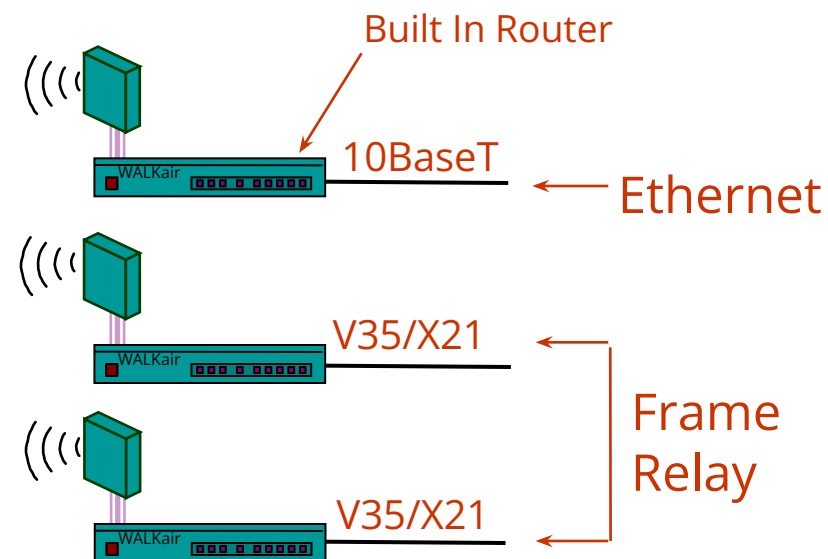 Built In Router
10BaseT
WALKair
Ethernet
V35/X21
WALKair
Frame
Relay
V35/X21
WALKair